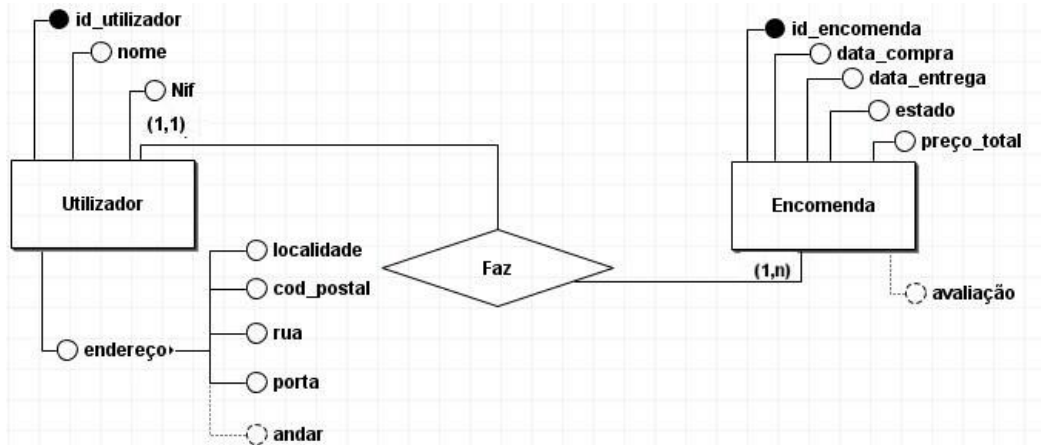 id_utilizador
nome
Nif
(1,1)
Utilizador
endereço
localidade
cod_postal
rua
porta
andar
Faz
id_encomenda
data_compra
data_entrega
estado
preço_total
Encomenda
(1,n)
avaliação